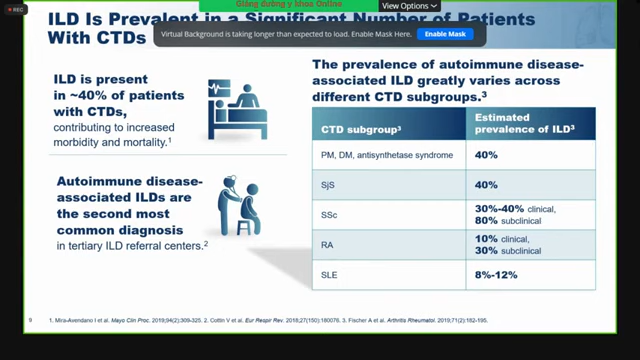 REC
Giảng đường y khoa Online
View Options
ILD Is Prevalent in a Significant Number of Patients
With CTDs
Virtual Background is taking longer than expected to load. Enable Mask Here.
Enable Mask
ILD is present
in ~40% of patients
with CTDs,
contributing to increased
morbidity and mortality.1
Autoimmune disease-
associated ILDs are
the second most
common diagnosis
in tertiary ILD referral centers.2
The prevalence of autoimmune disease-
associated ILD greatly varies across
different CTD subgroups.3
CTD subgroup3
Estimated
prevalence of ILD3
PM, DM, antisynthetase syndrome
40%
SjS
40%
SSc
30%-40% clinical,
80% subclinical
RA
10% clinical,
30% subclinical
SLE
8%-12%
9
1. Mira-Avendano I et al. Mayo Clin Proc. 2019;94(2):309-325. 2. Cottin V et al. Eur Respir Rev. 2018;27(150):180076. 3. Fischer A et al. Arthritis Rheumatol. 2019;71(2):182-195.